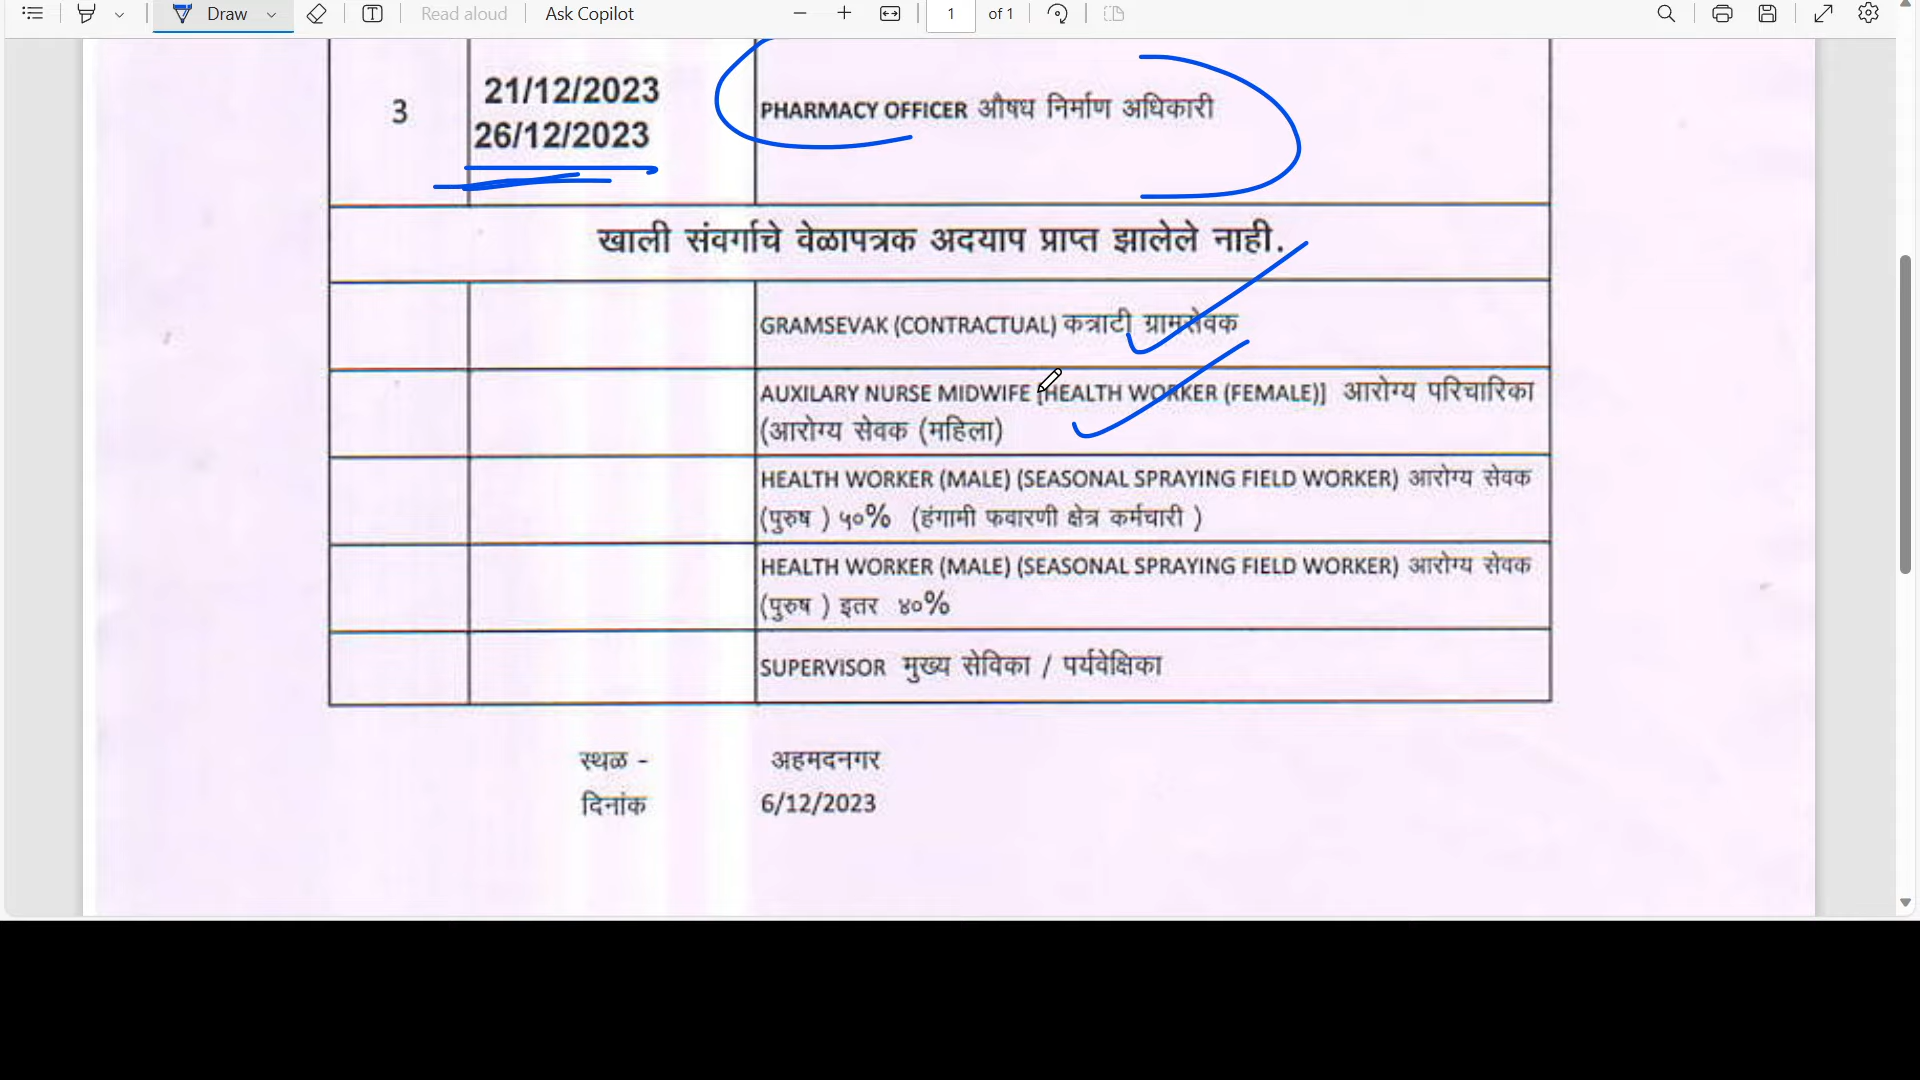 Draw
Read aloud
Ask Copilot
1
of 1
3
21/12/2023
26/12/2023
PHARMACY OFFICER औषध निर्माण अधिकारी
खाली संवर्गाचे वेळापत्रक अदयाप प्राप्त झालेले नाही.
GRAMSEVAK (CONTRACTUAL) कत्राटी ग्रामसेवक
AUXILARY NURSE MIDWIFE [HEALTH WORKER (FEMALE)] आरोग्य परिचारिका
(आरोग्य सेवक (महिला)
HEALTH WORKER (MALE) (SEASONAL SPRAYING FIELD WORKER) आरोग्य सेवक
(पुरुष ) ५०% (हंगामी फवारणी क्षेत्र कर्मचारी )
HEALTH WORKER (MALE) (SEASONAL SPRAYING FIELD WORKER) आरोग्य सेवक
(पुरुष ) इतर ४०%
SUPERVISOR मुख्य सेविका / पर्यवेक्षिका
स्थळ - अहमदनगर
दिनांक 6/12/2023